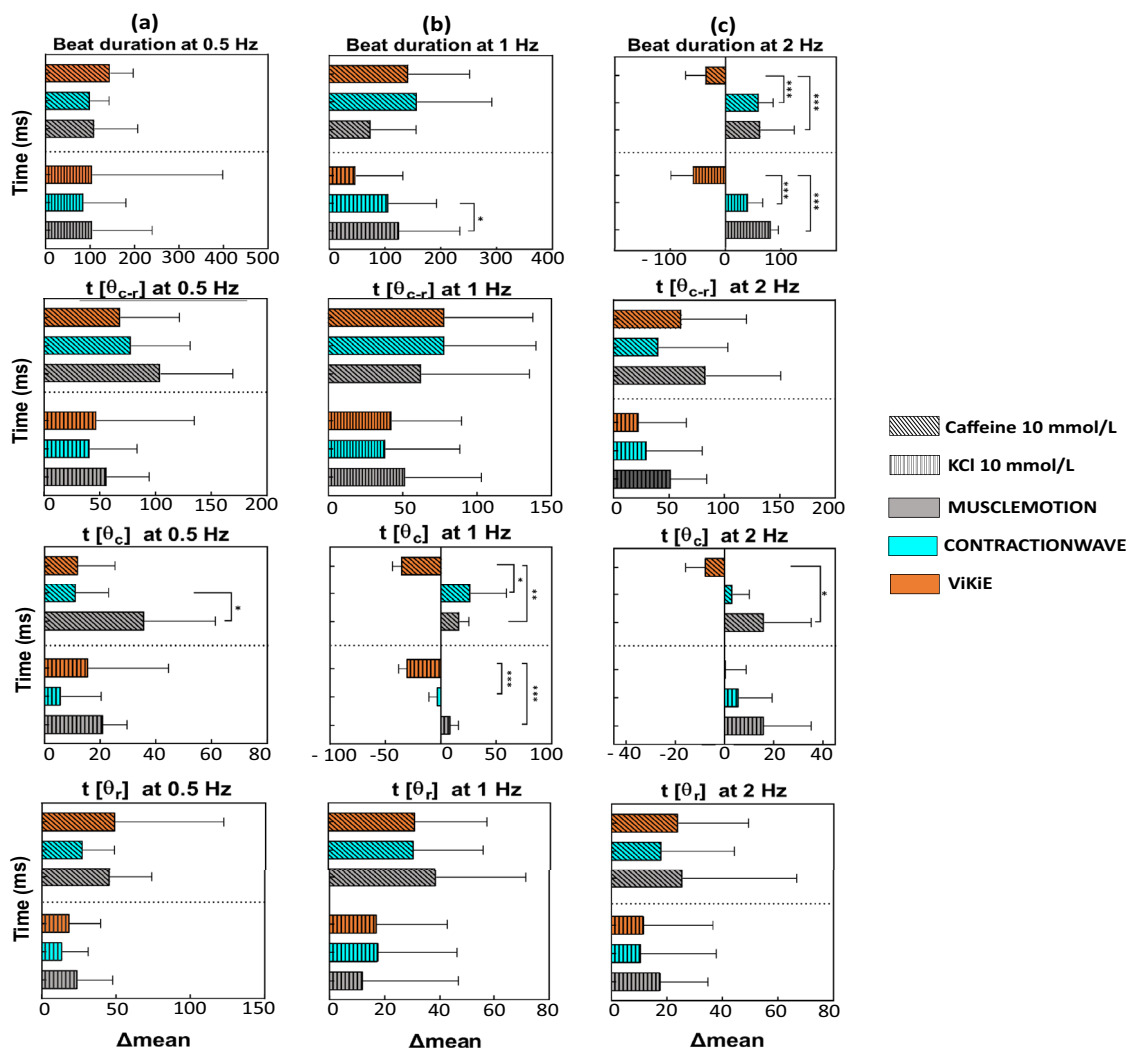 (a) (b) (c)
Beat duration at 0.5 Hz Beat duration at 1 Hz Beat duration at 2 Hz
Time (ms)
*** *** *** *** *
0 100 200 300 400 500 0 100 200 300 400 - 100 0 100
t [θc-r] at 0.5 Hz t [θc-r] at 1 Hz t [θc-r] at 2 Hz
Time (ms)
0 50 100 150 200 0 50 100 150 0 50 100 150 200
Caffeine 10 mmol/L
KCl 10 mmol/L
MUSCLEMOTION
CONTRACTIONWAVE
ViKiE
t [θc] at 0.5 Hz t [θc] at 1 Hz t [θc] at 2 Hz
Time (ms)
* * ** *** *** *
0 20 40 60 80 - 100 -50 0 50 100 - 40 -20 0 20 40
t [θr] at 0.5 Hz t [θr] at 1 Hz t [θr] at 2 Hz
Time (ms)
0 50 100 150 0 20 40 60 80 0 20 40 60 80
Δmean Δmean Δmean